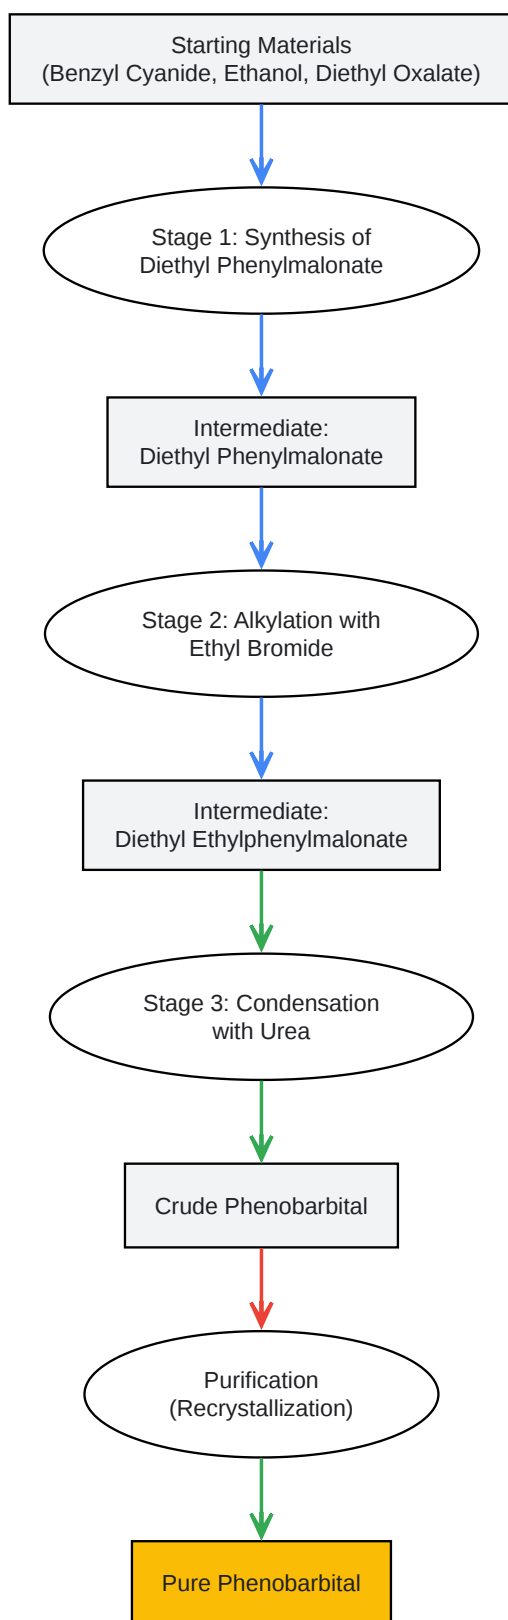 Starting Materials
(Benzyl Cyanide, Ethanol, Diethyl Oxalate)
Stage 1: Synthesis of
Diethyl Phenylmalonate
Intermediate:
Diethyl Phenylmalonate
Stage 2: Alkylation with
Ethyl Bromide
Intermediate:
Diethyl Ethylphenylmalonate
Stage 3: Condensation
with Urea
Crude Phenobarbital
Purification
(Recrystallization)
Pure Phenobarbital